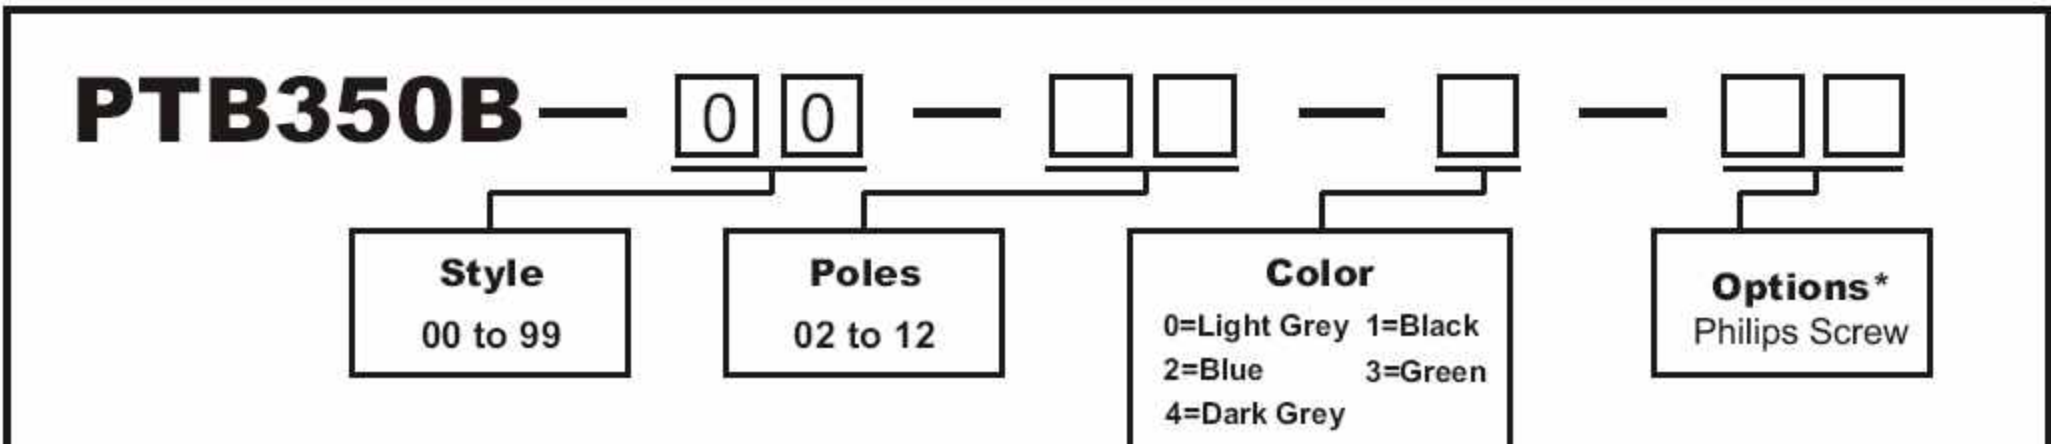 PTB350B — 0 0 — — —
Style
00 to 99
Poles
02 to 12
Color
0=Light Grey 1=Black
2=Blue 3=Green
4=Dark Grey
Options*
Philips Screw